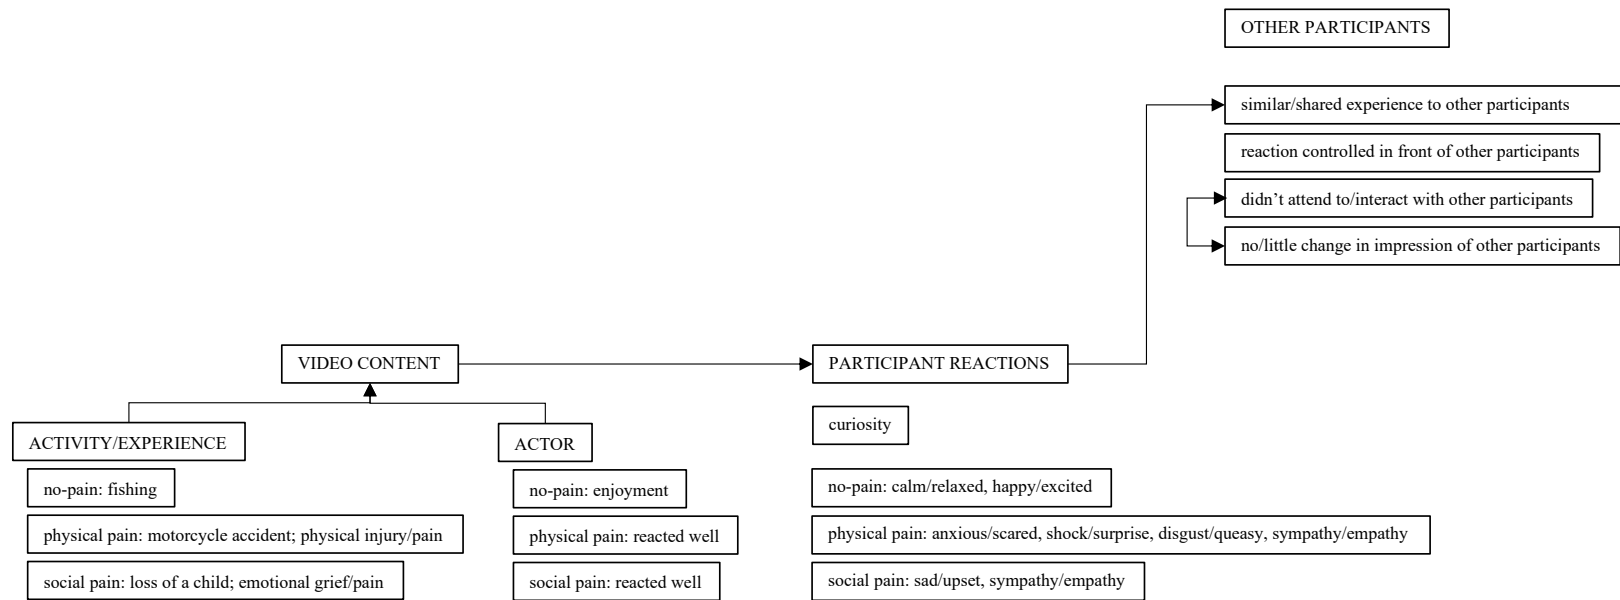 OTHER PARTICIPANTS
similar/shared experience to other participants
reaction controlled in front of other participants
didn’t attend to/interact with other participants
no/little change in impression of other participants
VIDEO CONTENT
PARTICIPANT REACTIONS
ACTIVITY/EXPERIENCE
ACTOR
curiosity
no-pain: fishing
no-pain: enjoyment
no-pain: calm/relaxed, happy/excited
physical pain: motorcycle accident; physical injury/pain
physical pain: reacted well
physical pain: anxious/scared, shock/surprise, disgust/queasy, sympathy/empathy
social pain: loss of a child; emotional grief/pain
social pain: reacted well
social pain: sad/upset, sympathy/empathy